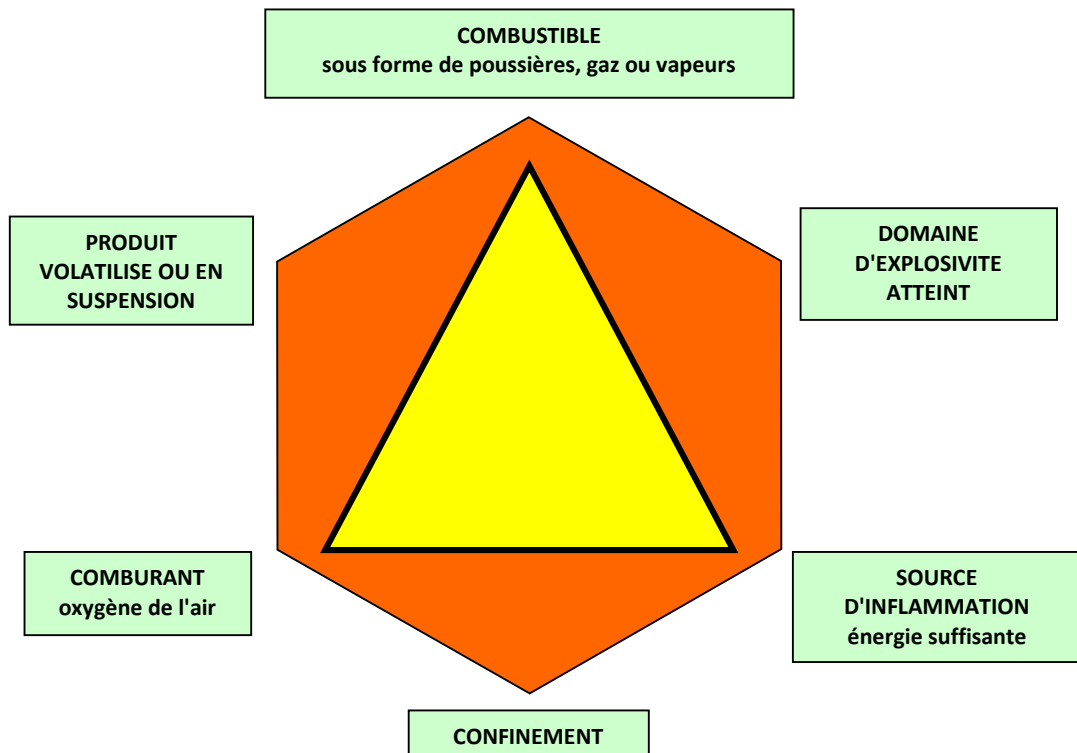 COMBUSTIBLE
sous forme de poussières, gaz ou vapeurs
PRODUIT
VOLATILISE OU EN
SUSPENSION
DOMAINE
D'EXPLOSIVITE
ATTEINT
COMBURANT
oxygène de l'air
SOURCE
D'INFLAMMATION
énergie suffisante
CONFINEMENT